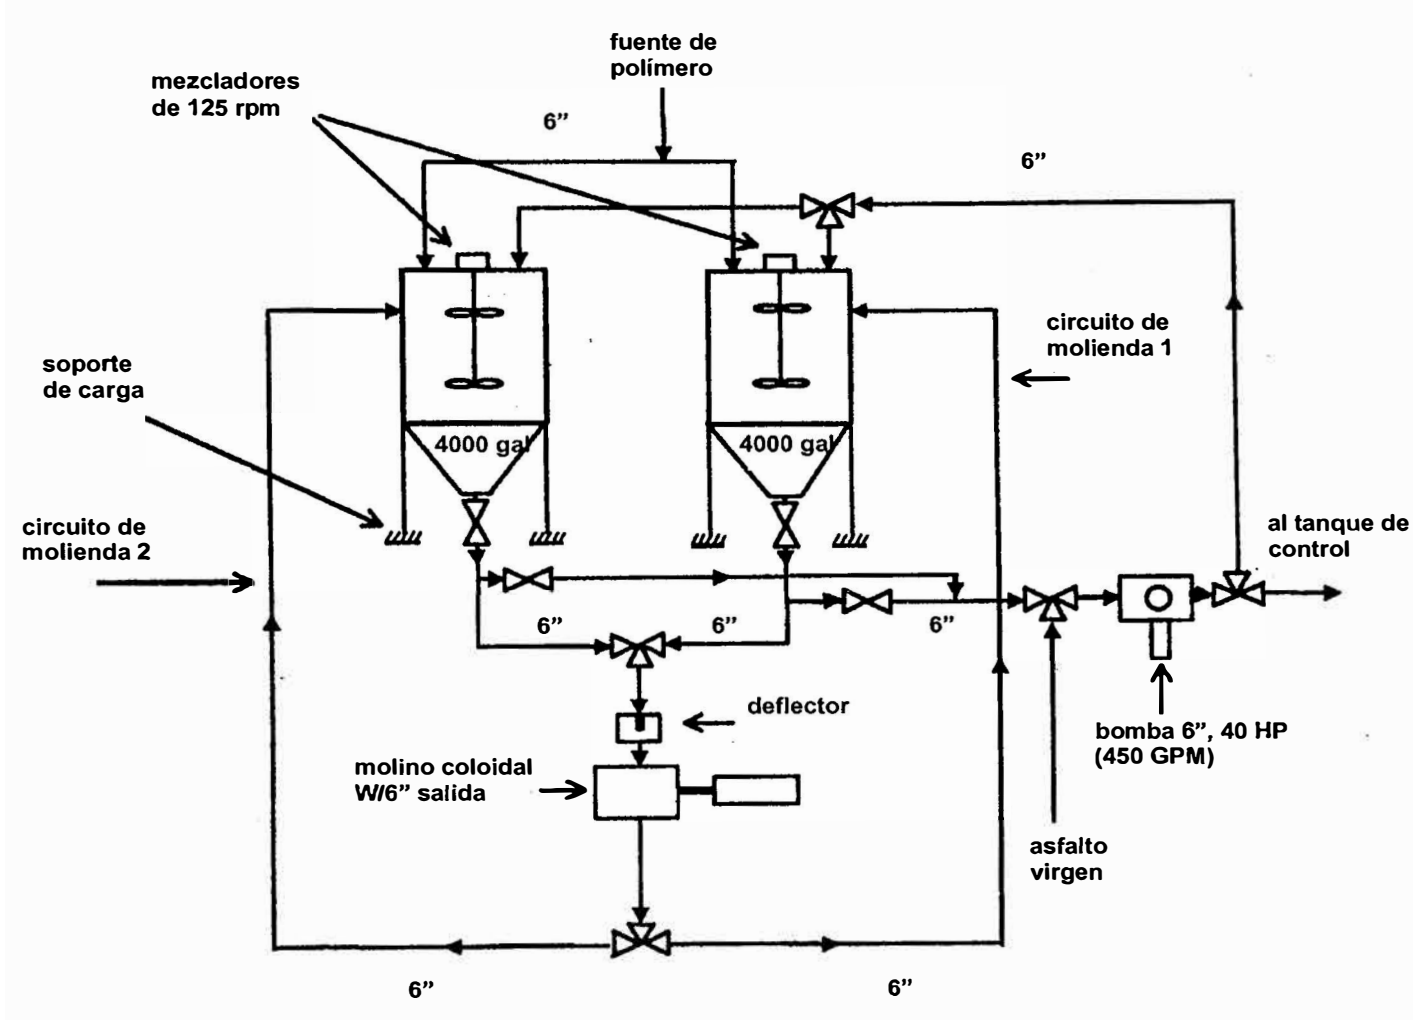 fuente de
polímero
mezcladores
de 125 rpm
6”
6”
circuito de
molienda 1
soporte
de carga
4000 gal
4000 gal
circuito de
molienda 2
al tanque de
control
6”
6”
6”
deflector
bomba 6”, 40 HP
(450 GPM)
molino coloidal
W/6” salida
asfalto
virgen
6”
6”